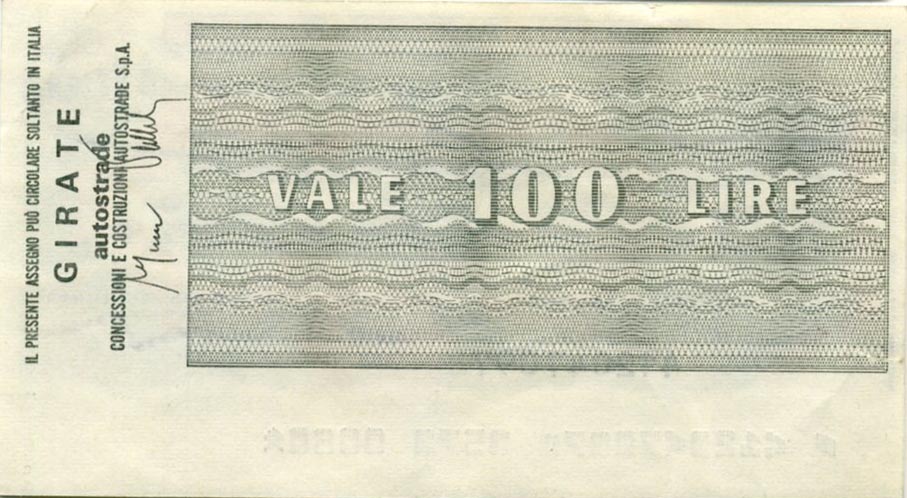 IL PRESENTE ASSEGNO PUÒ CIRCOLARE SOLTANTO IN ITALIA
GIRATE
autostrade
CONCESSIONI E COSTRUZIONI AUTOSTRADE S.p.A.
VALE 100 LIRE